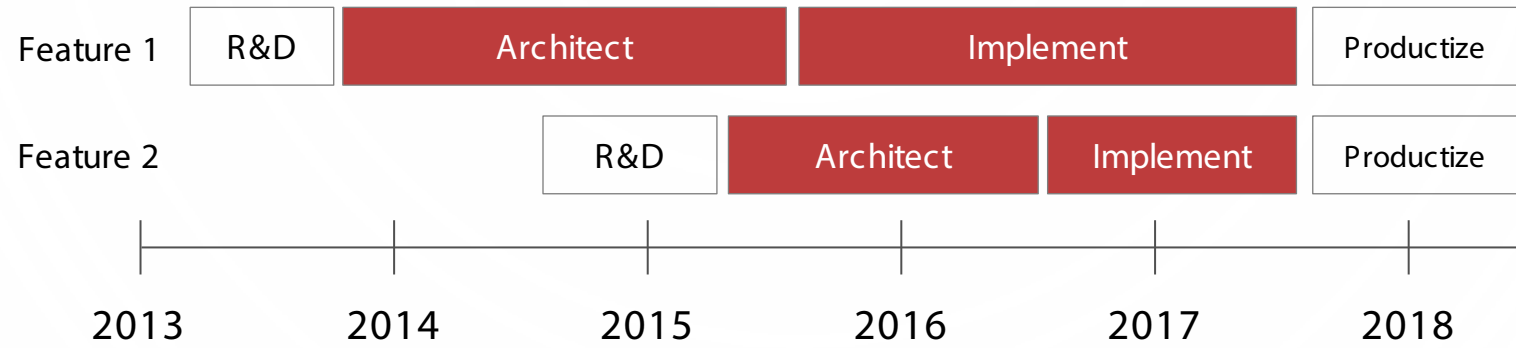 Feature 1 R&D Architect Implement Productize
Feature 2 R&D Architect Implement Productize
2013 2014 2015 2016 2017 2018